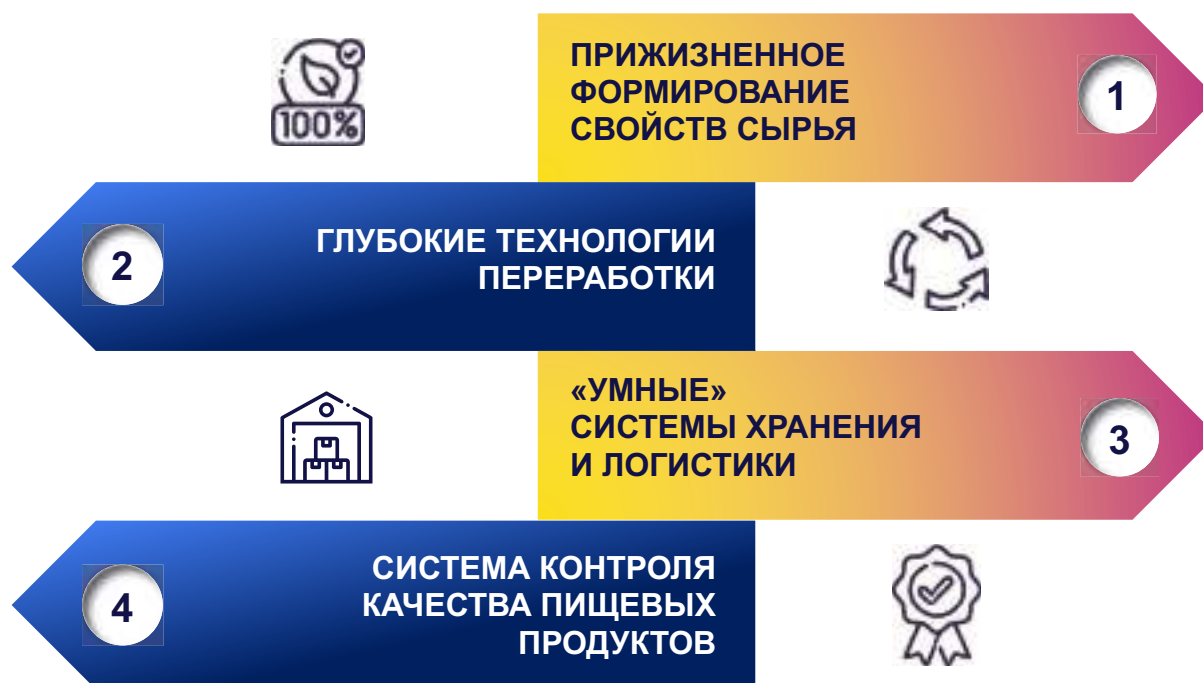 100%
ПРИЖИЗНЕННОЕ
ФОРМИРОВАНИЕ
СВОЙСТВ СЫРЬЯ
1
2
ГЛУБОКИЕ ТЕХНОЛОГИИ
ПЕРЕРАБОТКИ
«УМНЫЕ»
СИСТЕМЫ ХРАНЕНИЯ
И ЛОГИСТИКИ
3
4
СИСТЕМА КОНТРОЛЯ
КАЧЕСТВА ПИЩЕВЫХ
ПРОДУКТОВ